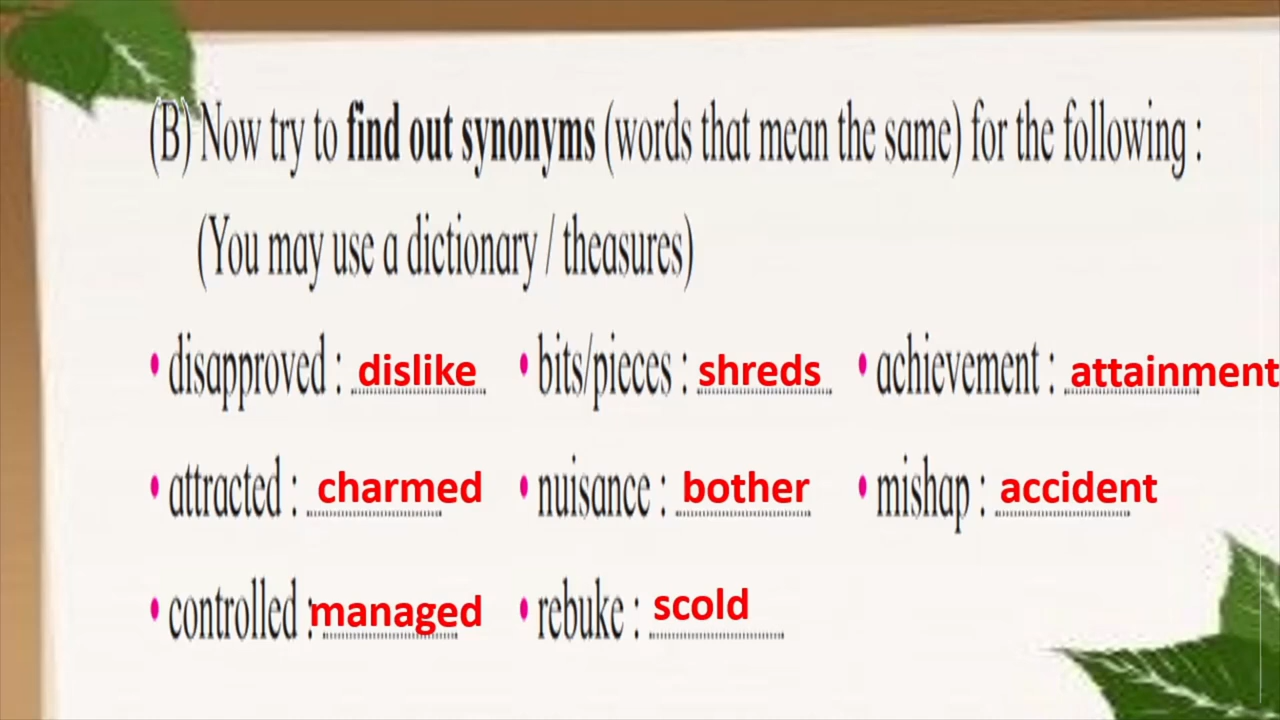 (B) Now try to find out synonyms (words that mean the same) for the following :
(You may use a dictionary / theasures)
• disapproved : dislike • bits/pieces : shreds • achievement : attainment
• attracted : charmed • nuisance : bother • mishap : accident
• controlled : managed • rebuke : scold